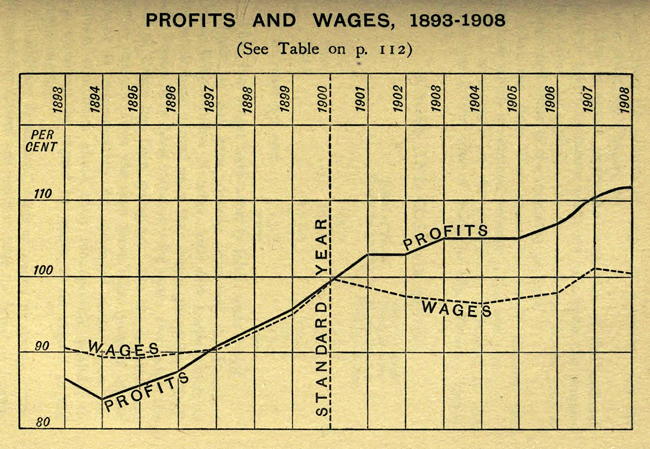 PROFITS AND WAGES, 1893-1908
(See Table on p. 112)
1893
1894
1895
1896
1897
1898
1899
1900
1901
1902
1903
1904
1905
1906
1907
1908
PER
CENT
110
100
90
80
PROFITS
WAGES
STANDARD YEAR
WAGES
PROFITS